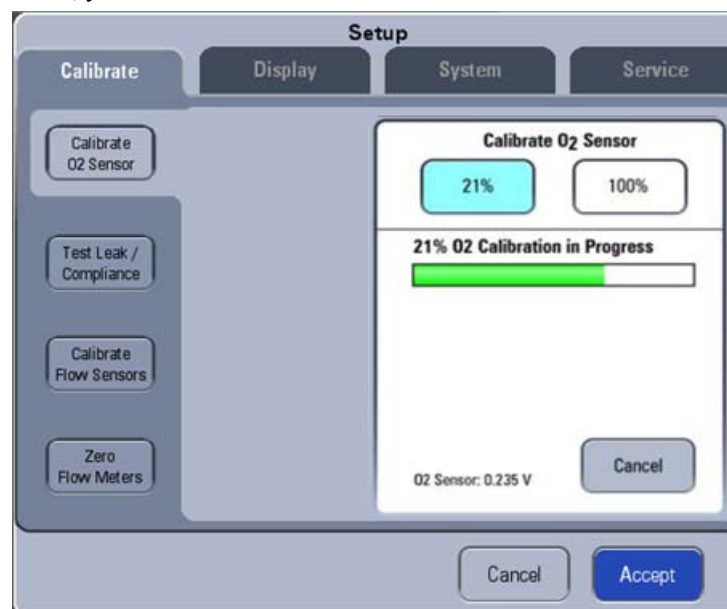 Setup
Calibrate
Display
System
Service
Calibrate
O2 Sensor
Test Leak /
Compliance
Calibrate
Flow Sensors
Zero
Flow Meters
Calibrate O2 Sensor
21%
100%
21% O2 Calibration in Progress
O2 Sensor: 0.235 V
Cancel
Cancel
Accept